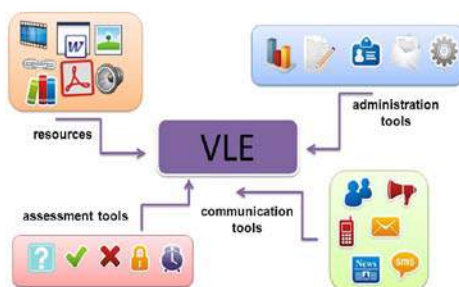 W
resources
administration
tools
VLE
assessment tools
communication
tools
?
News
sms